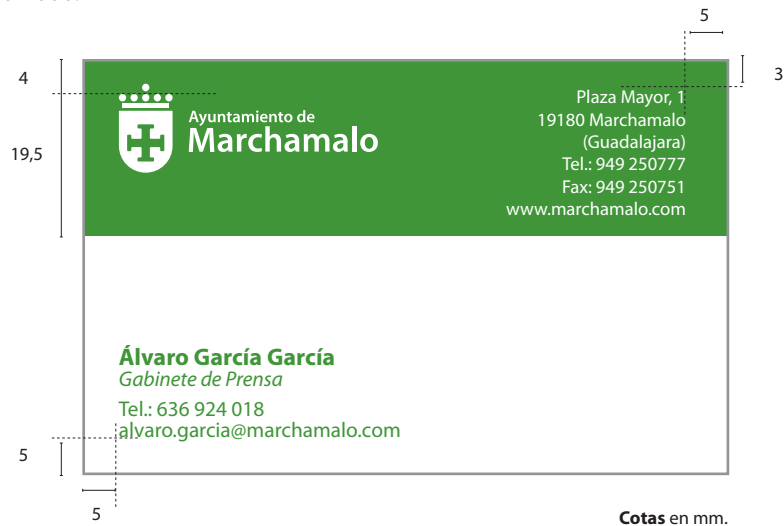 5
4
3
19,5
Ayuntamiento de
Marchamalo
Plaza Mayor, 1
19180 Marchamalo
(Guadalajara)
Tel.: 949 250777
Fax: 949 250751
www.marchamalo.com
Álvaro García García
Gabinete de Prensa
Tel.: 636 924 018
alvaro.garcia@marchamalo.com
5
5
Cotas en mm.